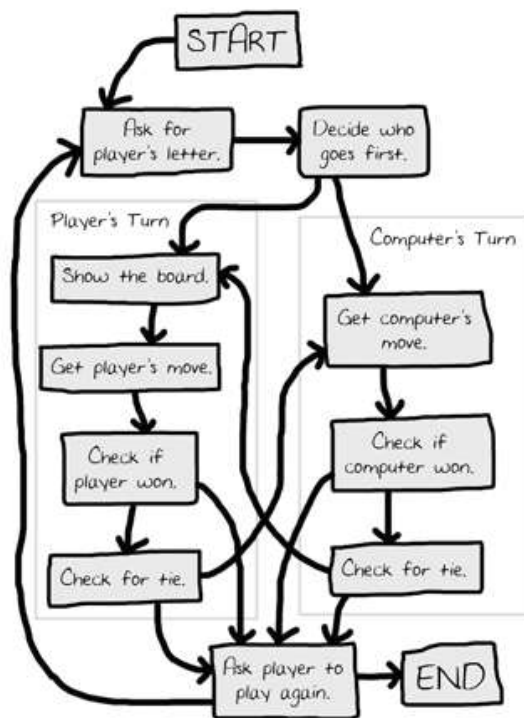 START
Ask for
player's letter.
Decide who
goes first.
Player's Turn
Show the board.
Get player's move.
Check if
player won.
Check for tie.
Computer's Turn
Get computer's
move.
Check if
computer won.
Check for tie.
Ask player to
play again.
END